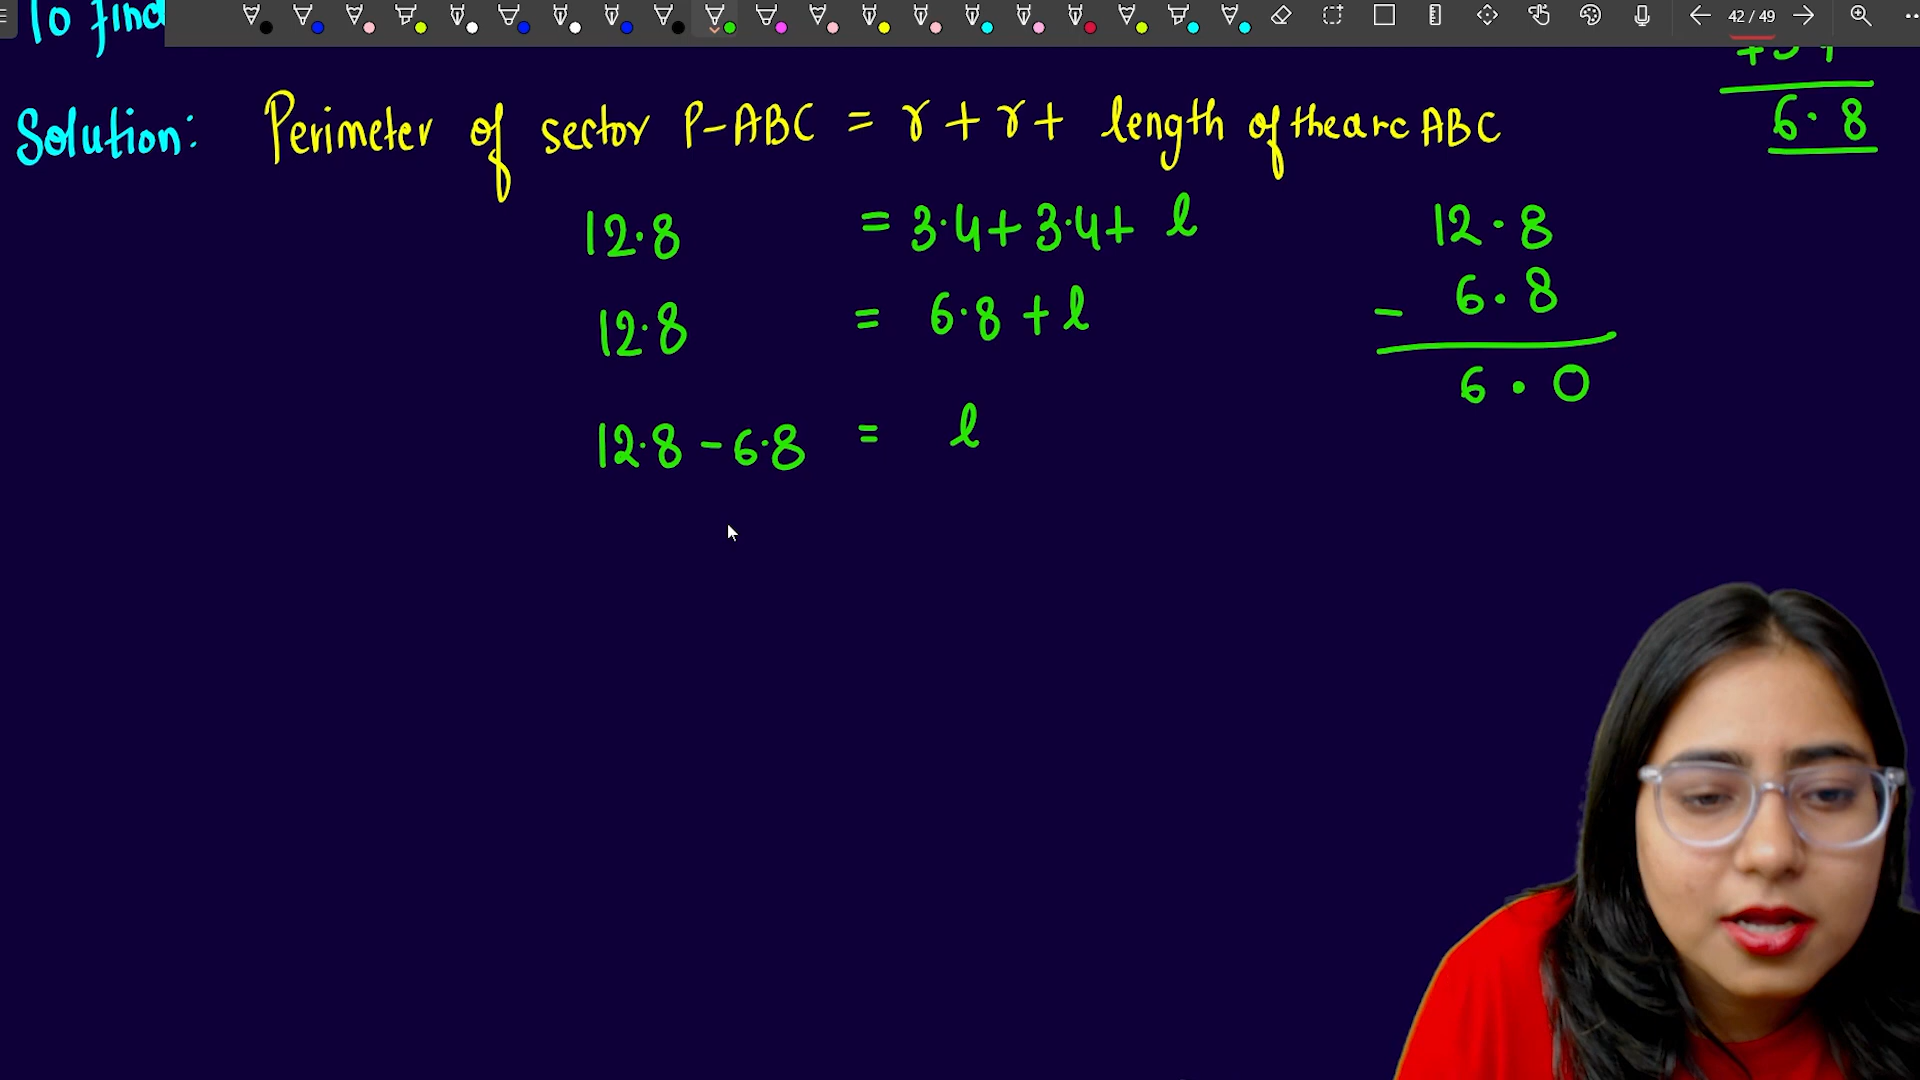 To find
42 / 49
6.8
Solution: Perimeter of sector P-ABC = r + r + length of the arc ABC
12.8 = 3.4 + 3.4 + l
12.8 = 6.8 + l
12.8 - 6.8 = l
12.8
- 6.8
6.0